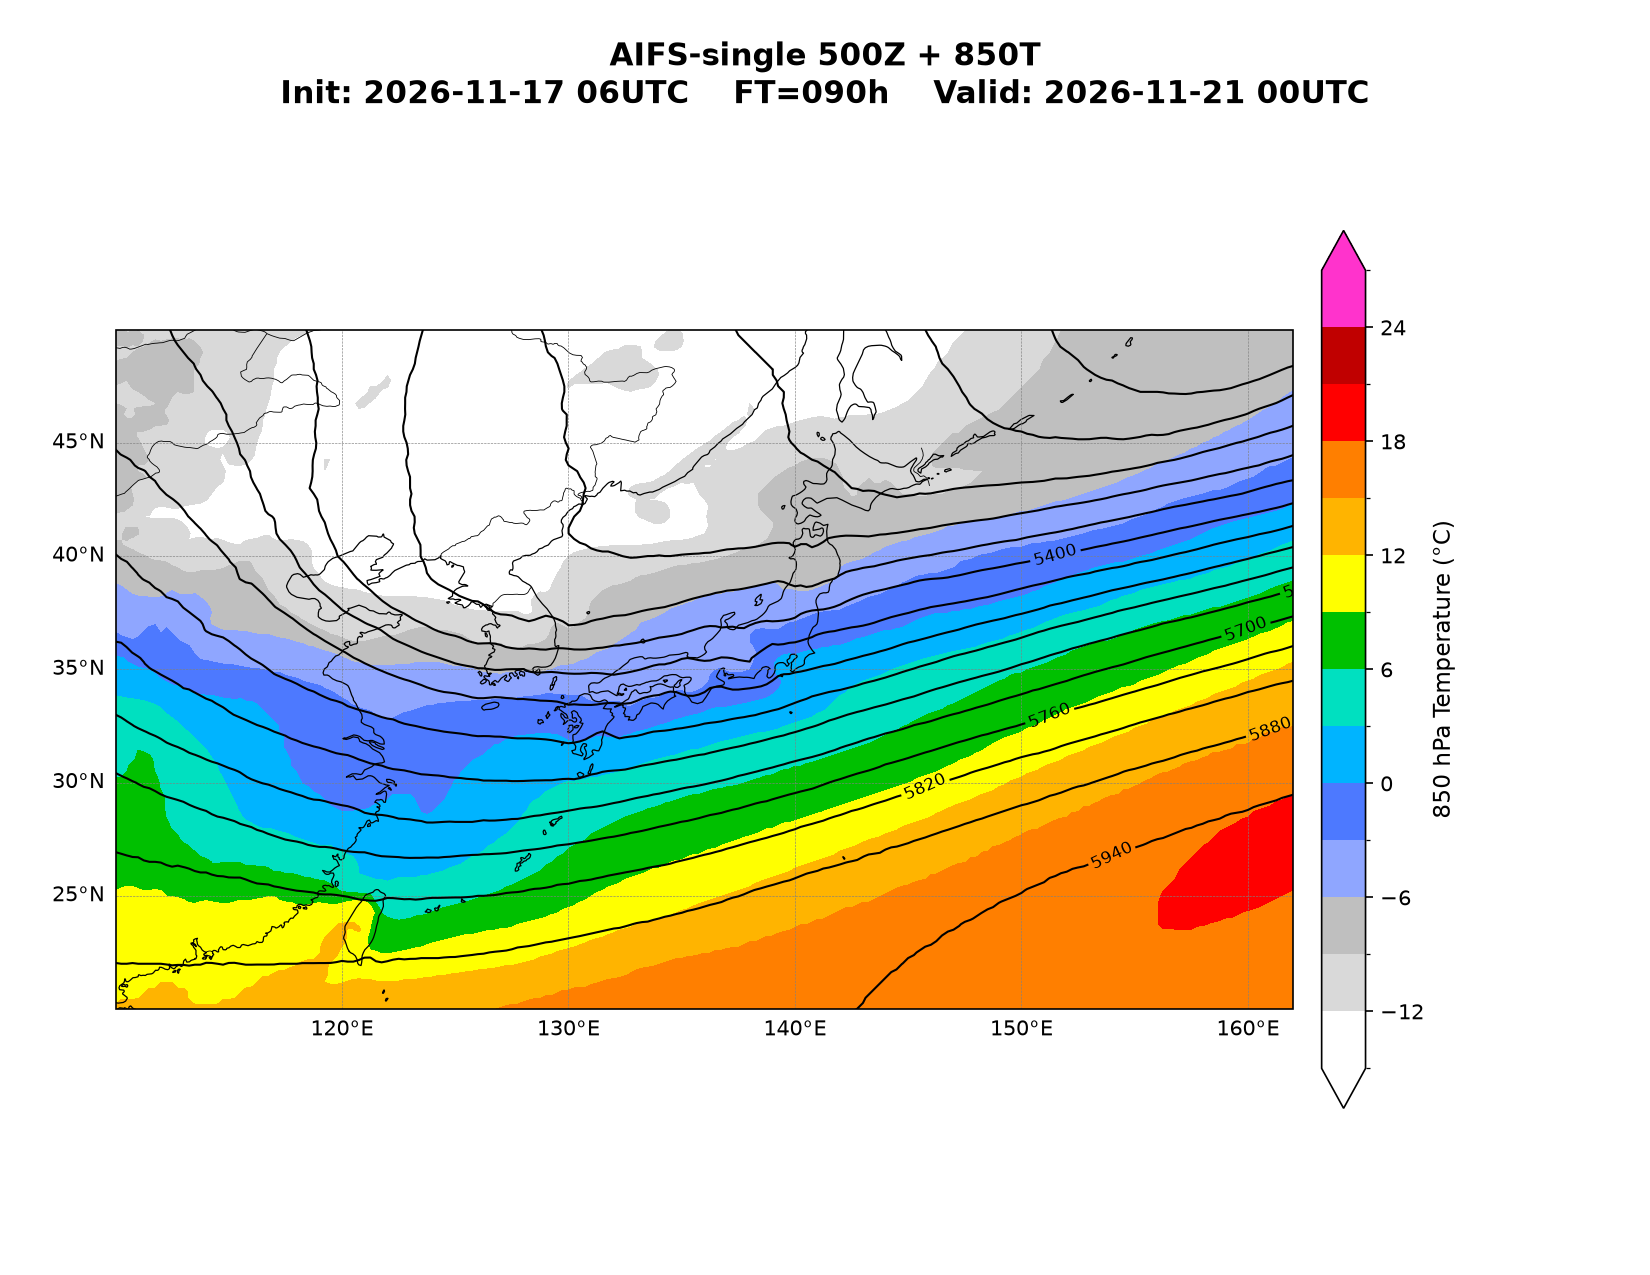 AIFS-single 500Z + 850T
Init: 2026-11-17 06UTC FT=090h Valid: 2026-11-21 00UTC
45°N
40°N
35°N
30°N
25°N
120°E
130°E
140°E
150°E
160°E
5400
5700
5760
5820
5880
5940
24
18
12
6
0
−6
−12
850 hPa Temperature (°C)